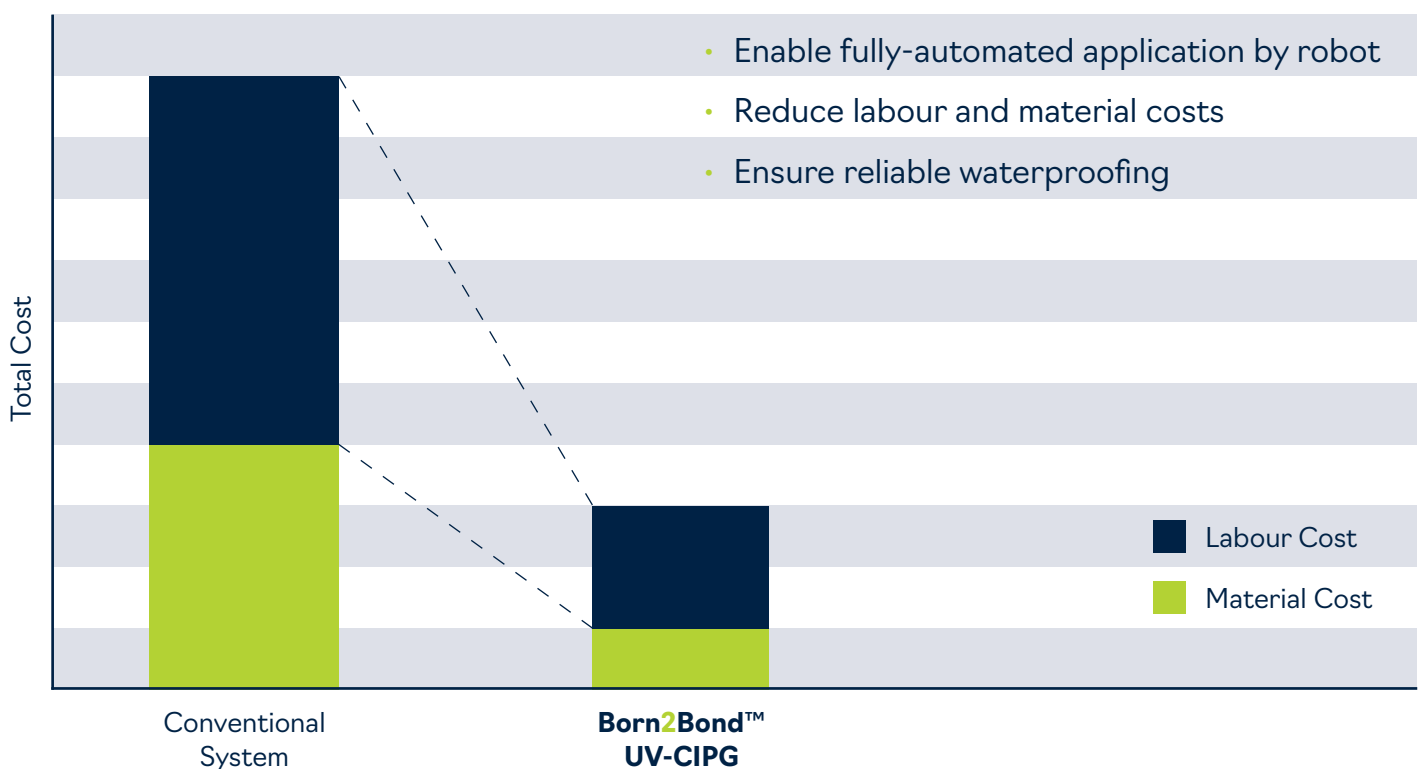 • Enable fully-automated application by robot
• Reduce labour and material costs
• Ensure reliable waterproofing
Total Cost
Labour Cost
Material Cost
Conventional
System
Born2Bond™
UV-CIPG